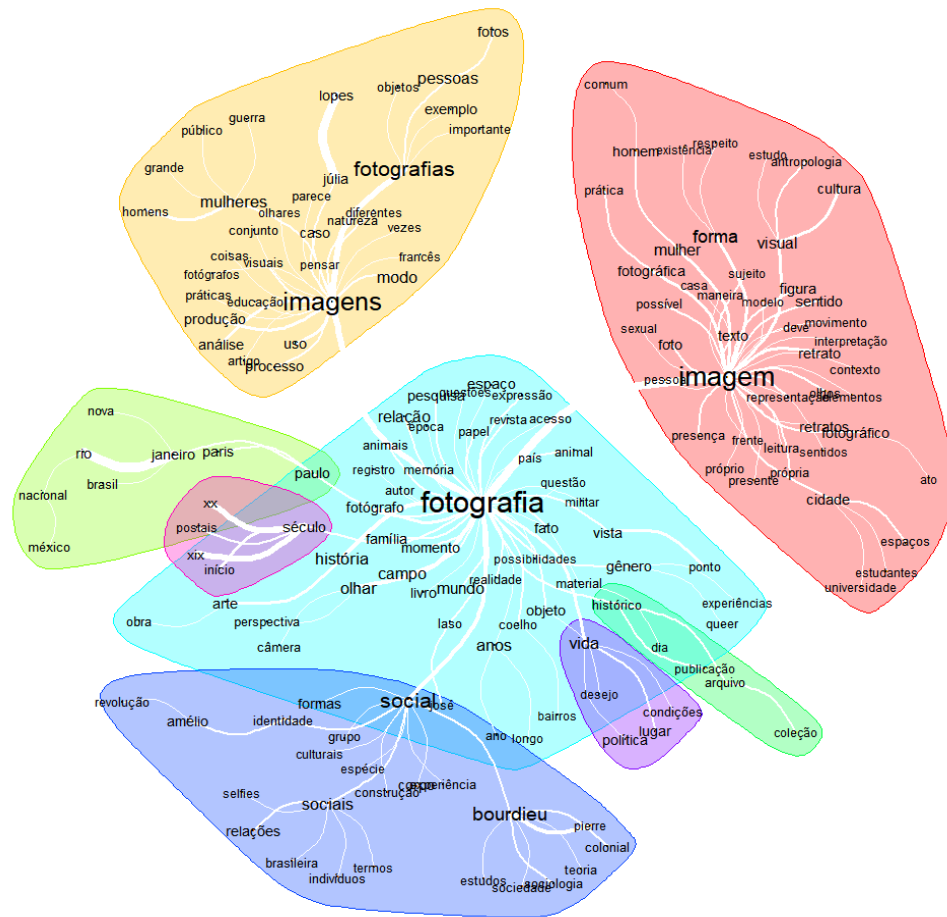 fotos
pessoas
objetos
lopes
exemplo
guerra
público
importante
grande
fotografias
júlia
parece
mulheres
homens
olhares
diferentes
natureza
caso
vezes
conjunto
coisas
visuais
pensar
francês
fotógrafos
modo
práticas
educação
imagens
produção
análise
uso
artigo
processo
comum
homem
existência
respeito
estudo
antropologia
cultura
prática
forma
visual
mulher
fotográfica
sujeito
casa
maneira
modelo
figura
sentido
possível
sexual
foto
texto
deve
movimento
interpretação
retrato
contexto
pessoa
imagem
representação
olhos
elementos
retratos
fotográfico
presença
frente
leitura
sentidos
próprio
presente
própria
ato
cidade
espaços
estudantes
universidade
nova
rio
janeiro
paris
paulo
brasil
nacional
méxico
xx
postais
século
xix
início
espaço
questões
pesquisa
expressão
relação
época
papel
revista
acesso
animais
país
animal
registro
memória
autor
questão
fotógrafo
fotografia
militar
família
fato
vista
momento
história
possibilidades
gênero
ponto
campo
realidade
olhar
livro
mundo
material
arte
experiências
obra
perspectiva
laso
coelho
objeto
queer
câmera
anos
bairros
ano
longo
histórico
dia
publicação
arquivo
coleção
vida
desejo
condições
lugar
política
social
josé
formas
revolução
amélio
identidade
grupo
culturais
espécie
corpo
experiência
construção
selfies
sociais
relações
bourdieu
pierre
colonial
brasileira
termos
indivíduos
teoria
estudos
sociologia
sociedade